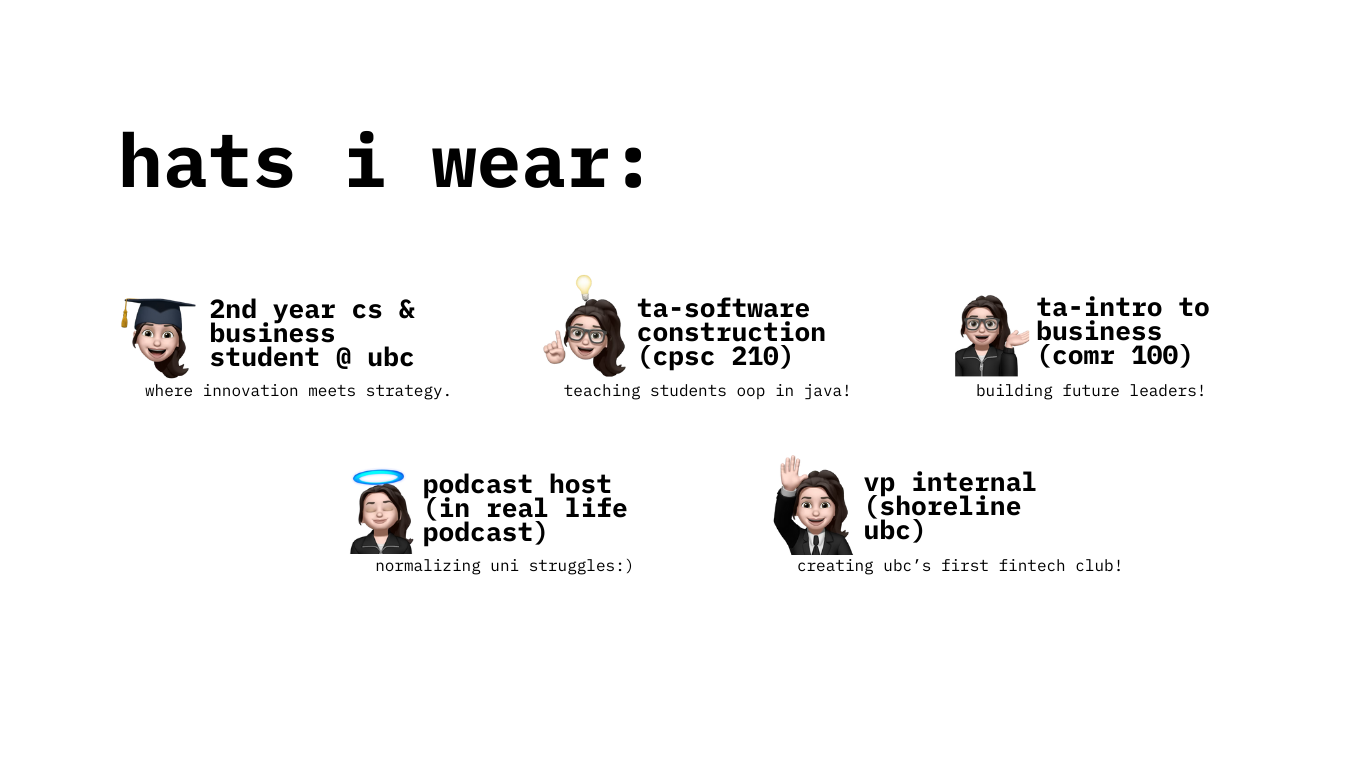 hats i wear:
2nd year cs &
business
student @ ubc
where innovation meets strategy.
ta-software
construction
(cpsc 210)
teaching students oop in java!
ta-intro to
business
(comr 100)
building future leaders!
podcast host
(in real life
podcast)
normalizing uni struggles:)
vp internal
(shoreline
ubc)
creating ubc’s first fintech club!